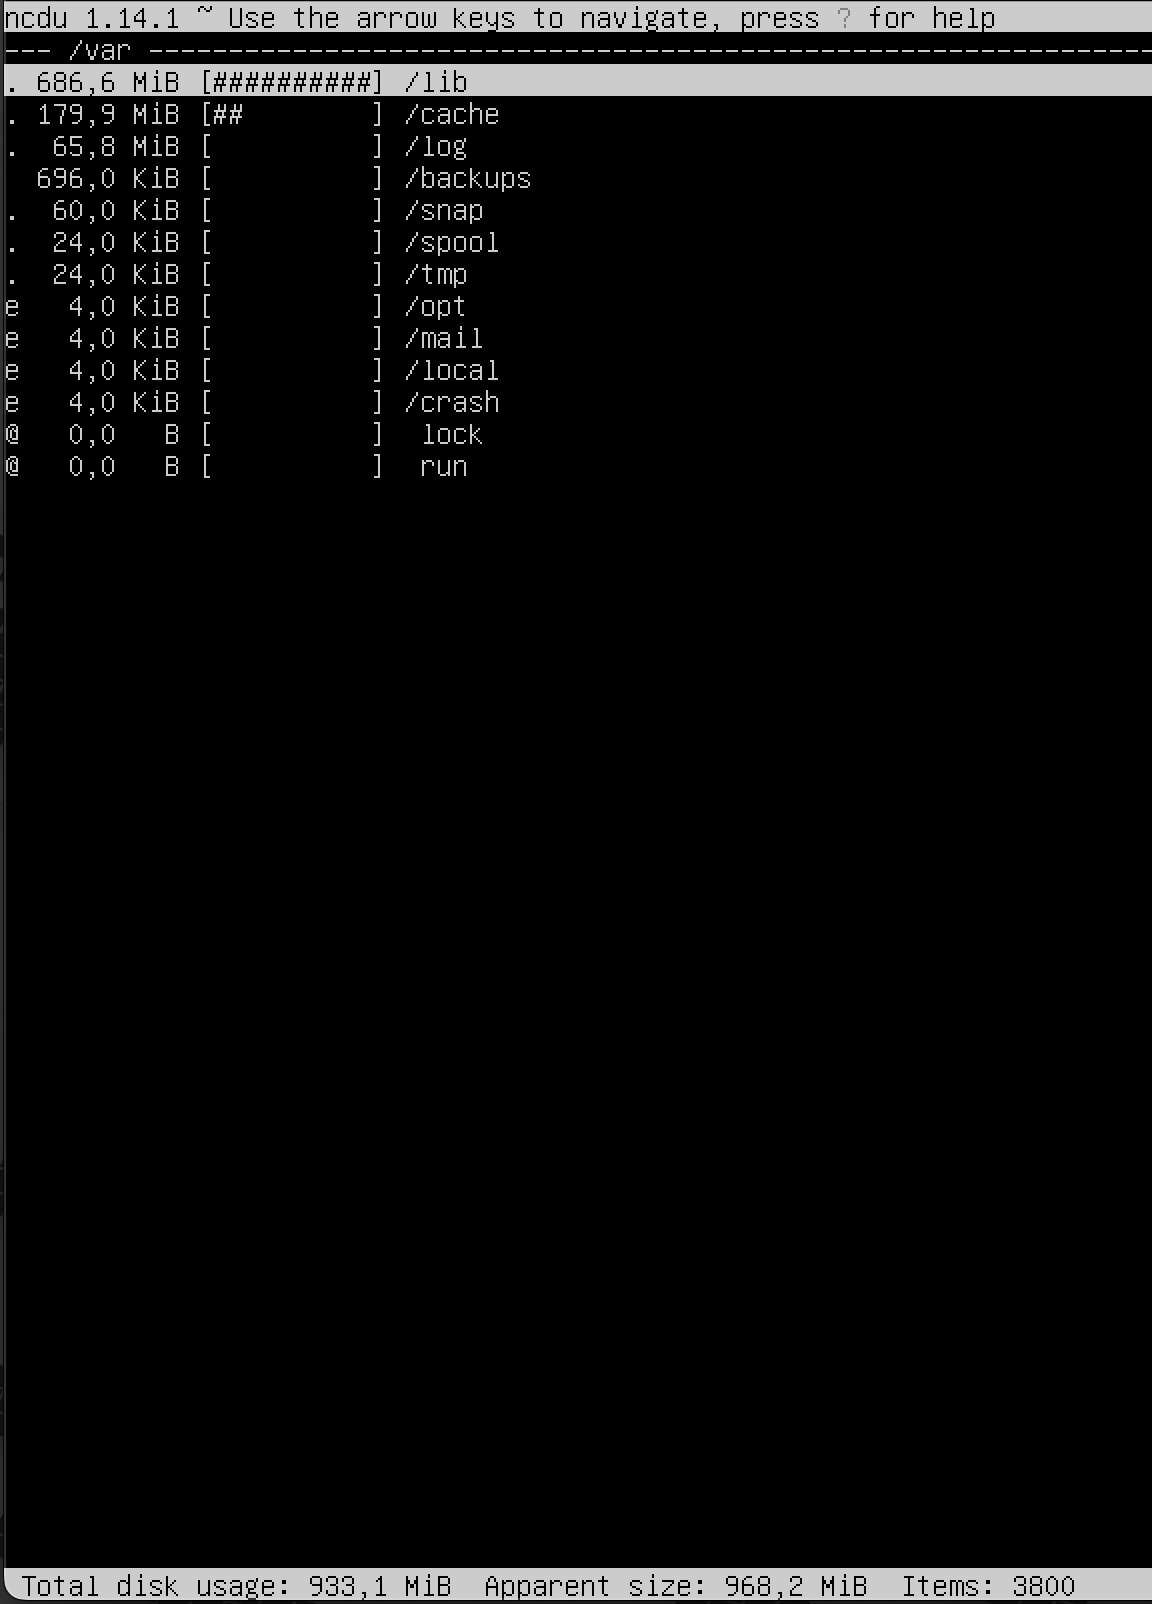 ncdu 1.14.1 ~ Use the arrow keys to navigate, press ? for help
--- /var ----------------------------------------------------------------
. 686,6 MiB [##########] /lib
. 179,9 MiB [##        ] /cache
.  65,8 MiB [          ] /log
  696,0 KiB [          ] /backups
.  60,0 KiB [          ] /snap
.  24,0 KiB [          ] /spool
.  24,0 KiB [          ] /tmp
e   4,0 KiB [          ] /opt
e   4,0 KiB [          ] /mail
e   4,0 KiB [          ] /local
e   4,0 KiB [          ] /crash
@   0,0   B [          ]  lock
@   0,0   B [          ]  run
Total disk usage: 933,1 MiB  Apparent size: 968,2 MiB  Items: 3800